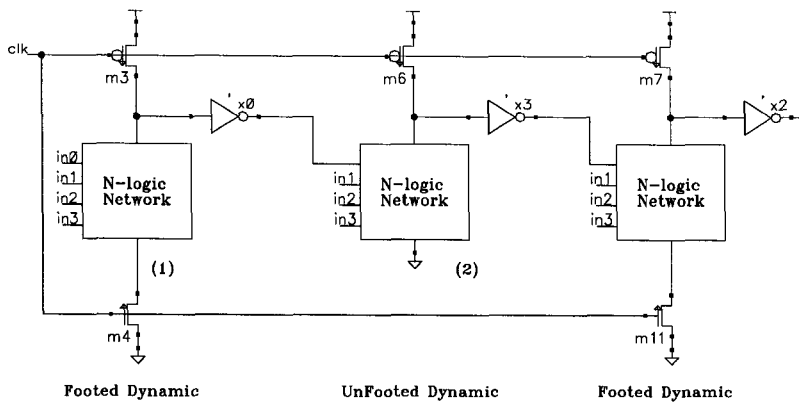 clk
m3
m6
m7
' x0
' x3
' x2
in0
in1
in2
in3
N-logic
Network
in1
in2
in3
N-logic
Network
in1
in2
in3
N-logic
Network
(1)
(2)
m4
m11
Footed Dynamic
UnFooted Dynamic
Footed Dynamic